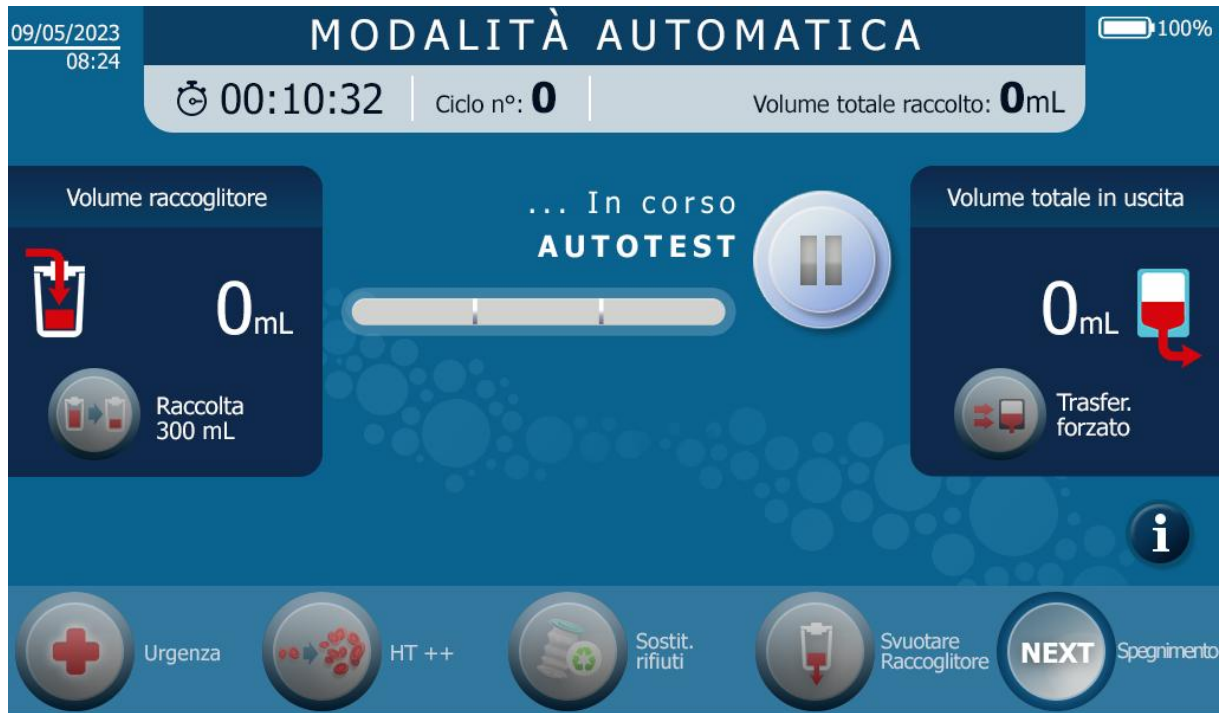 09/05/2023
08:24
MODALITÀ AUTOMATICA
100%
00:10:32
Ciclo n°: 0
Volume totale raccolto: 0mL
Volume raccoglitore
0mL
Raccolta
300 mL
... In corso
AUTOTEST
Volume totale in uscita
0mL
Trasfer.
forzato
i
Urgenza
HT ++
Sostit.
rifiuti
Svuotare
Raccoglitore
NEXT
Spegnimento